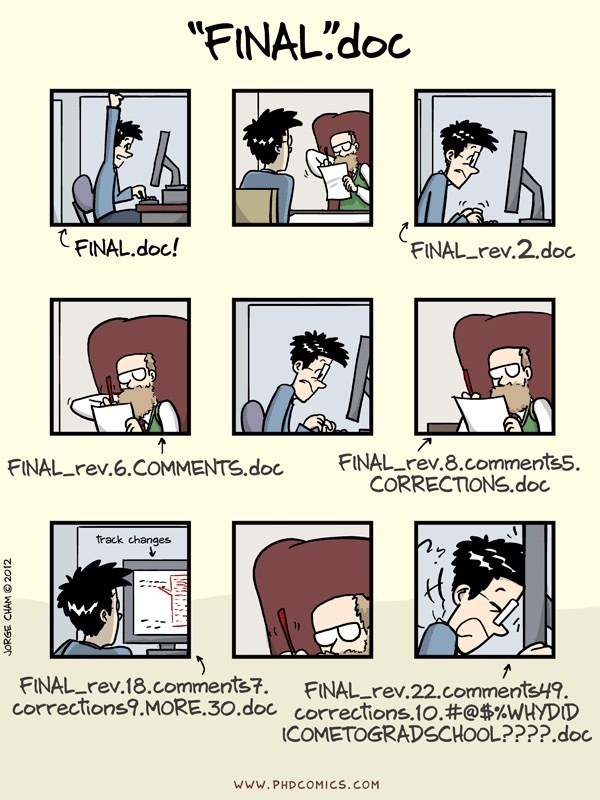 "FINAL".doc
FINAL.doc!
FINAL_rev.2.doc
FINAL_rev.6.COMMENTS.doc
FINAL_rev.8.comments5.
CORRECTIONS.doc
track changes
FINAL_rev.18.comments7.
corrections9.MORE.30.doc
FINAL_rev.22.comments49.
corrections.10.#@$%WHYDID
ICOMETOGRADSCHOOL????.doc
JORGE CHAM © 2012
WWW.PHDCOMICS.COM